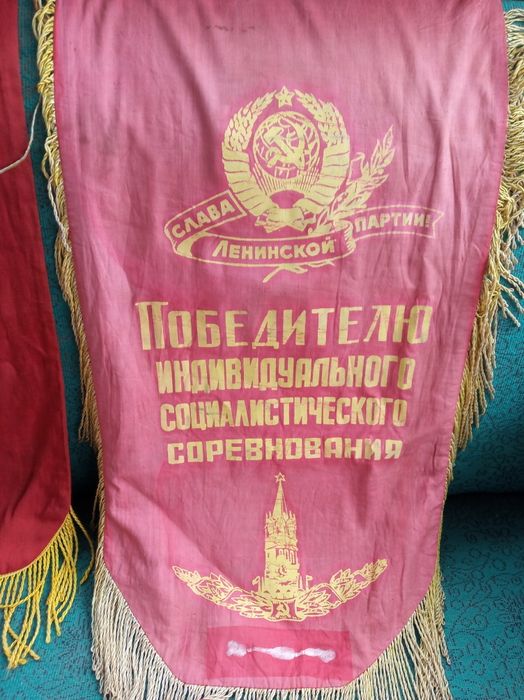 СЛАВА ЛЕНИНСКОЙ ПАРТИИ!
ПОБЕДИТЕЛЮ
ИНДИВИДУАЛЬНОГО
СОЦИАЛИСТИЧЕСКОГО
СОРЕВНОВАНИЯ